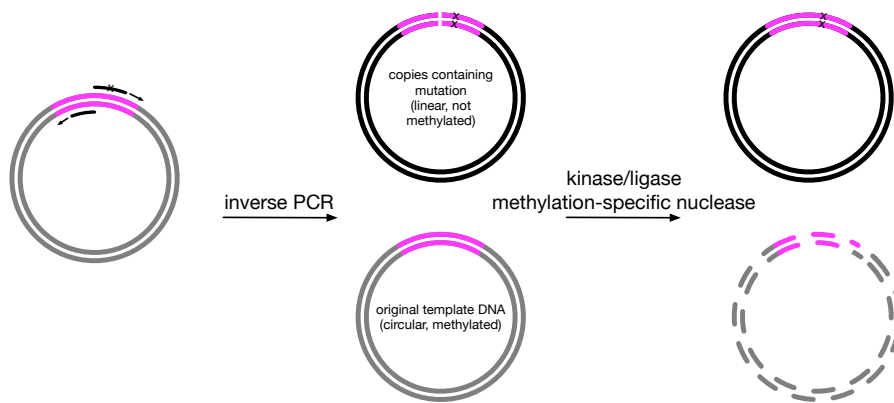 copies containing
mutation
(linear, not
methylated)
inverse PCR
kinase/ligase
methylation-specific nuclease
original template DNA
(circular, methylated)